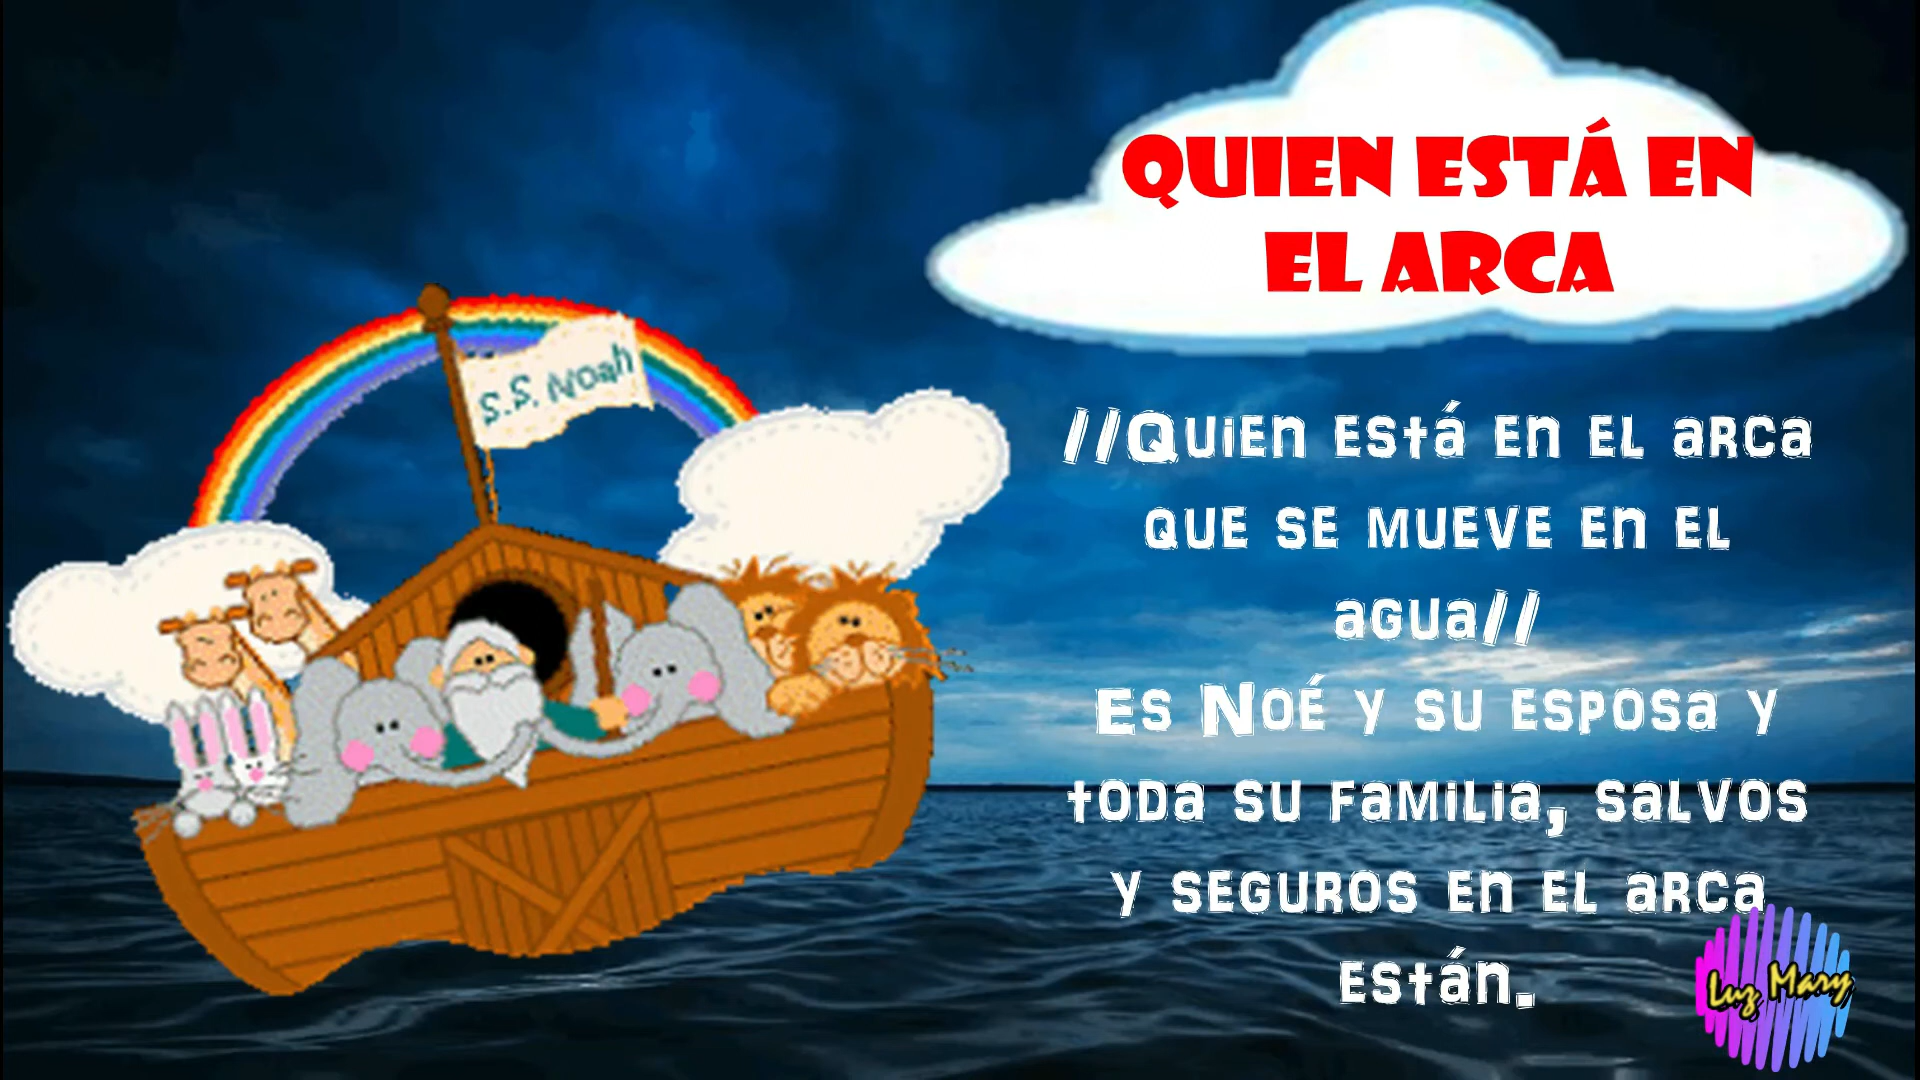 QUIEN ESTÁ EN
EL ARCA
S.S. Noah
//Quien está en el arca
que se mueve en el
agua//
Es Noé y su esposa y
toda su familia, salvos
y seguros en el arca
están.
Luz Mary